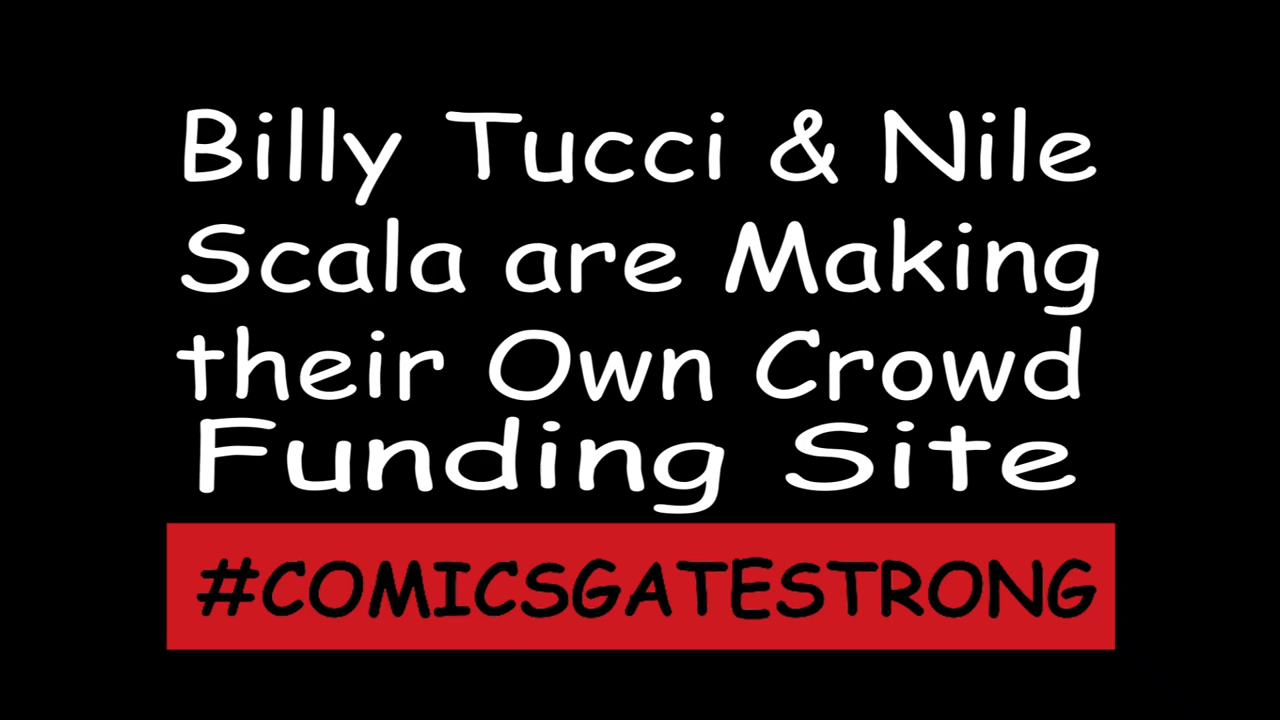 Billy Tucci & Nile
Scala are Making
their Own Crowd
Funding Site
#COMICSGATESTRONG